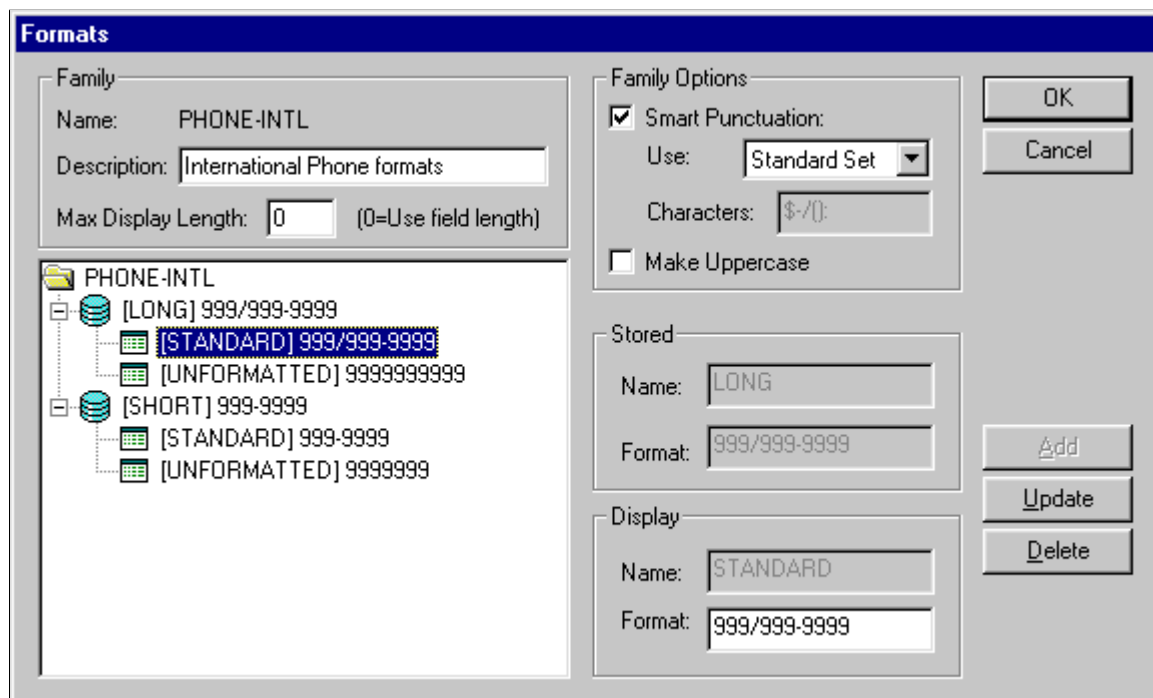 Formats
Family
Name: PHONE-INTL
Description: International Phone formats
Max Display Length: 0 (0=Use field length)
PHONE-INTL
[LONG] 999/999-9999
[STANDARD] 999/999-9999
[UNFORMATTED] 9999999999
[SHORT] 999-9999
[STANDARD] 999-9999
[UNFORMATTED] 9999999
Family Options
Smart Punctuation:
Use: Standard Set
Characters: $-/():
Make Uppercase
Stored
Name: LONG
Format: 999/999-9999
Display
Name: STANDARD
Format: 999/999-9999
OK
Cancel
Add
Update
Delete